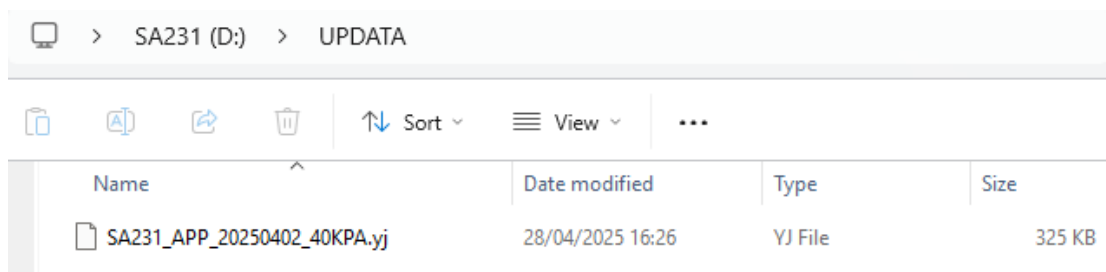 > SA231 (D:) > UPDATA
Sort View ...
Name Date modified Type Size
SA231_APP_20250402_40KPA.yj 28/04/2025 16:26 YJ File 325 KB